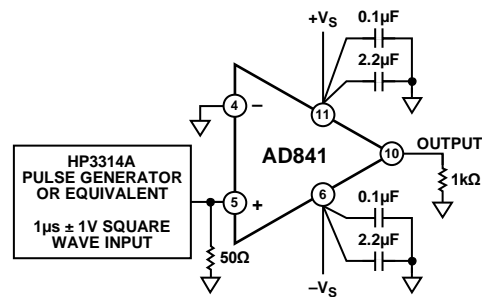 +VS
0.1µF
2.2µF
4
–
11
AD841
10
OUTPUT
HP3314A
PULSE GENERATOR
OR EQUIVALENT
1µs ± 1V SQUARE
WAVE INPUT
5
+
6
1kΩ
50Ω
0.1µF
2.2µF
–VS